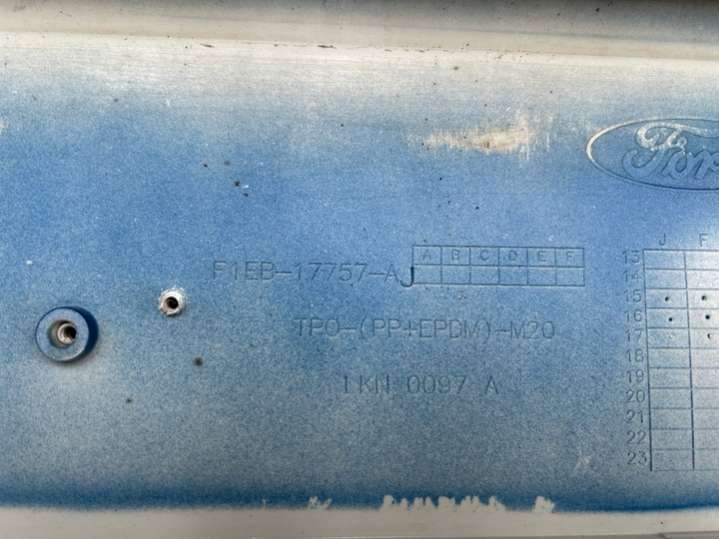 Ford
F1EB-17757-AJ
A B C D E F
TPO-(PP+EPDM)-M20
1KN 0097 A
J F
13
14
15
16
17
18
19
20
21
22
23